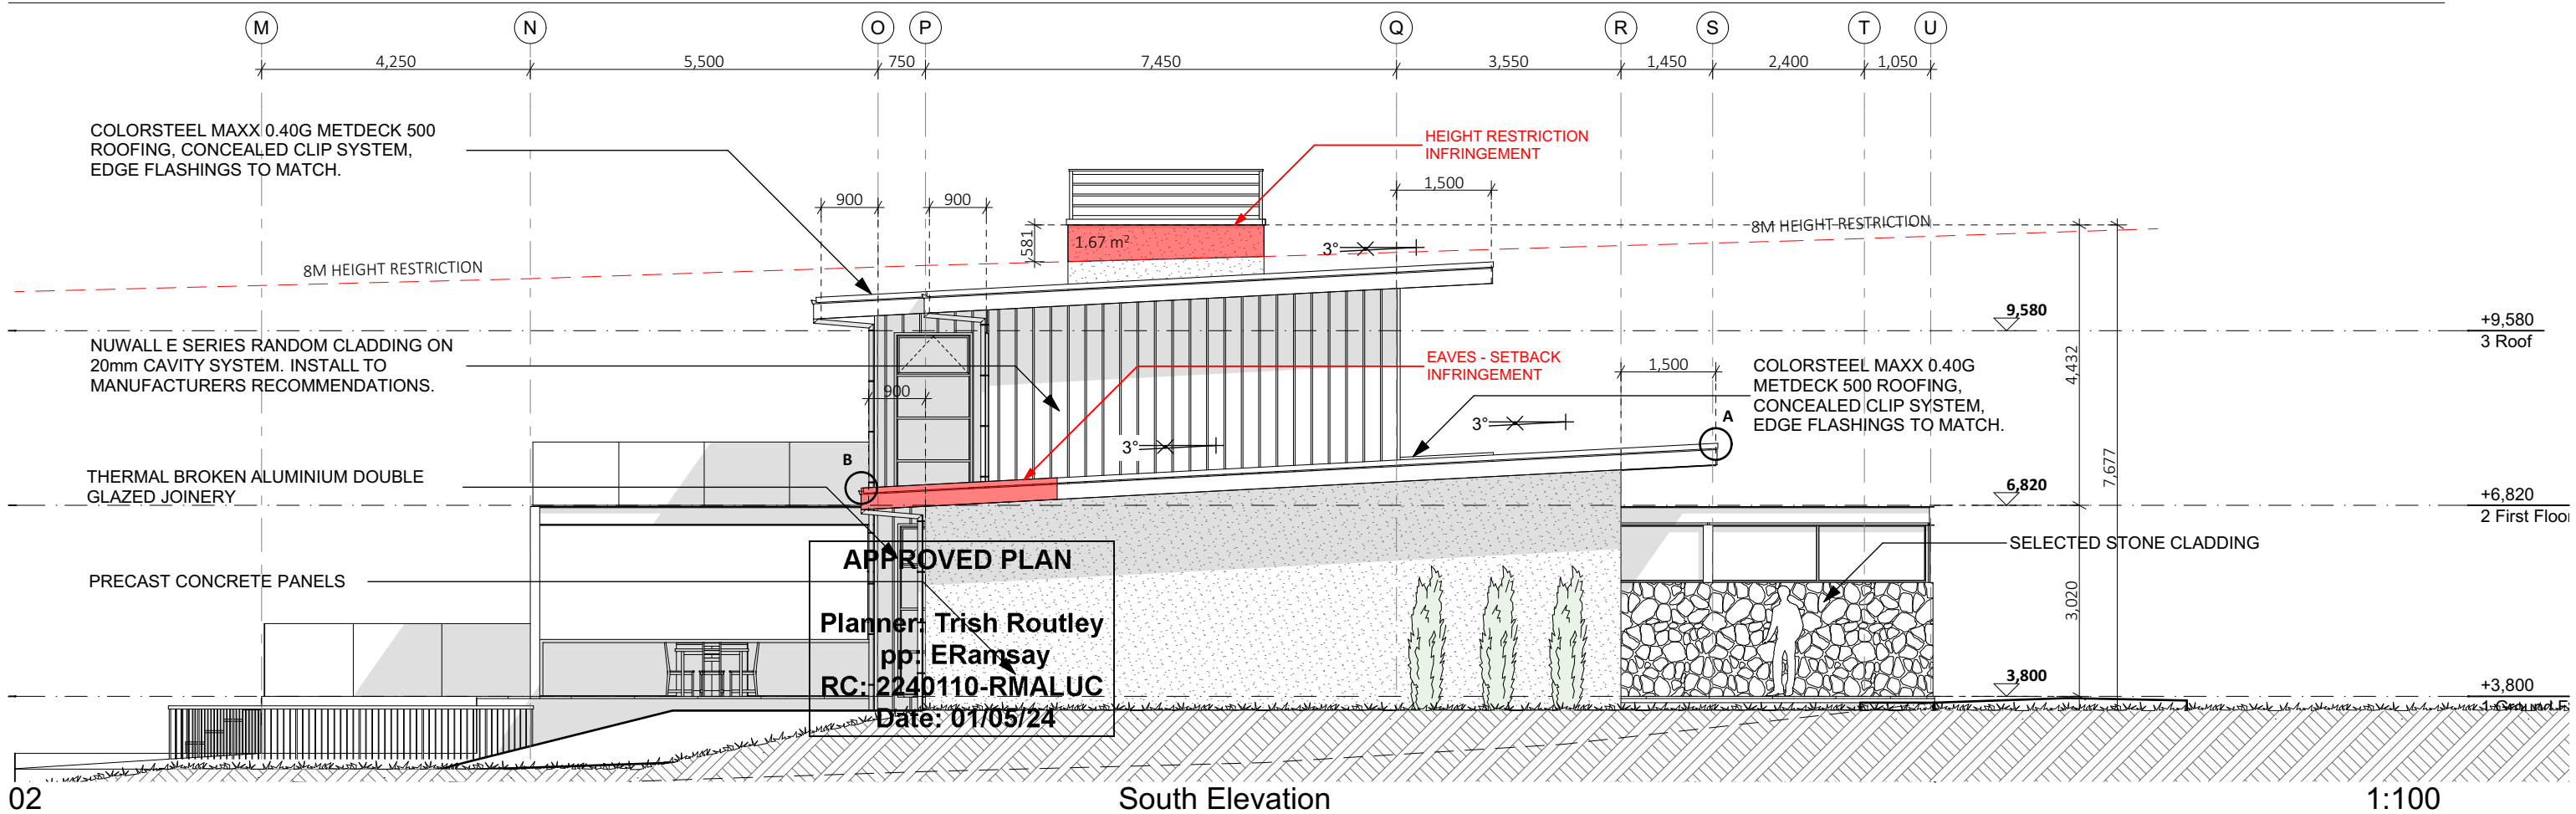 M N O P Q R S T U
4,250 5,500 750 7,450 3,550 1,450 2,400 1,050
COLORSTEEL MAXX 0.40G METDECK 500
ROOFING, CONCEALED CLIP SYSTEM,
EDGE FLASHINGS TO MATCH.
HEIGHT RESTRICTION
INFRINGEMENT
900 900 1,500
581
1.67 m²
3°
8M HEIGHT RESTRICTION
8M HEIGHT RESTRICTION
9,580
+9,580
3 Roof
NUWALL E SERIES RANDOM CLADDING ON
20mm CAVITY SYSTEM. INSTALL TO
MANUFACTURERS RECOMMENDATIONS.
900
EAVES - SETBACK
INFRINGEMENT
1,500
COLORSTEEL MAXX 0.40G
METDECK 500 ROOFING,
CONCEALED CLIP SYSTEM,
EDGE FLASHINGS TO MATCH.
4,432
7,677
3°
3°
A
B
THERMAL BROKEN ALUMINIUM DOUBLE
GLAZED JOINERY
6,820
+6,820
2 First Floor
SELECTED STONE CLADDING
PRECAST CONCRETE PANELS
APPROVED PLAN
Planner: Trish Routley
pp: ERamsay
RC: 2240110-RMALUC
Date: 01/05/24
3,020
3,800
+3,800
1 Ground F
02
South Elevation
1:100